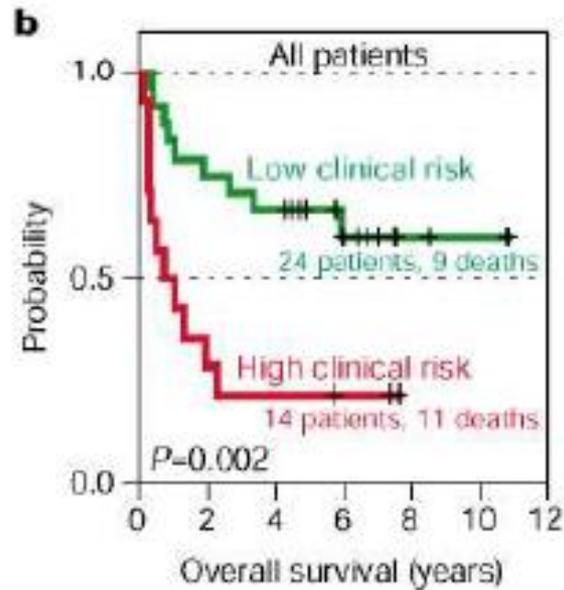 b
All patients
1.0
Low clinical risk
24 patients, 9 deaths
0.5
High clinical risk
14 patients, 11 deaths
P=0.002
0.0
0 2 4 6 8 10 12
Overall survival (years)
Probability